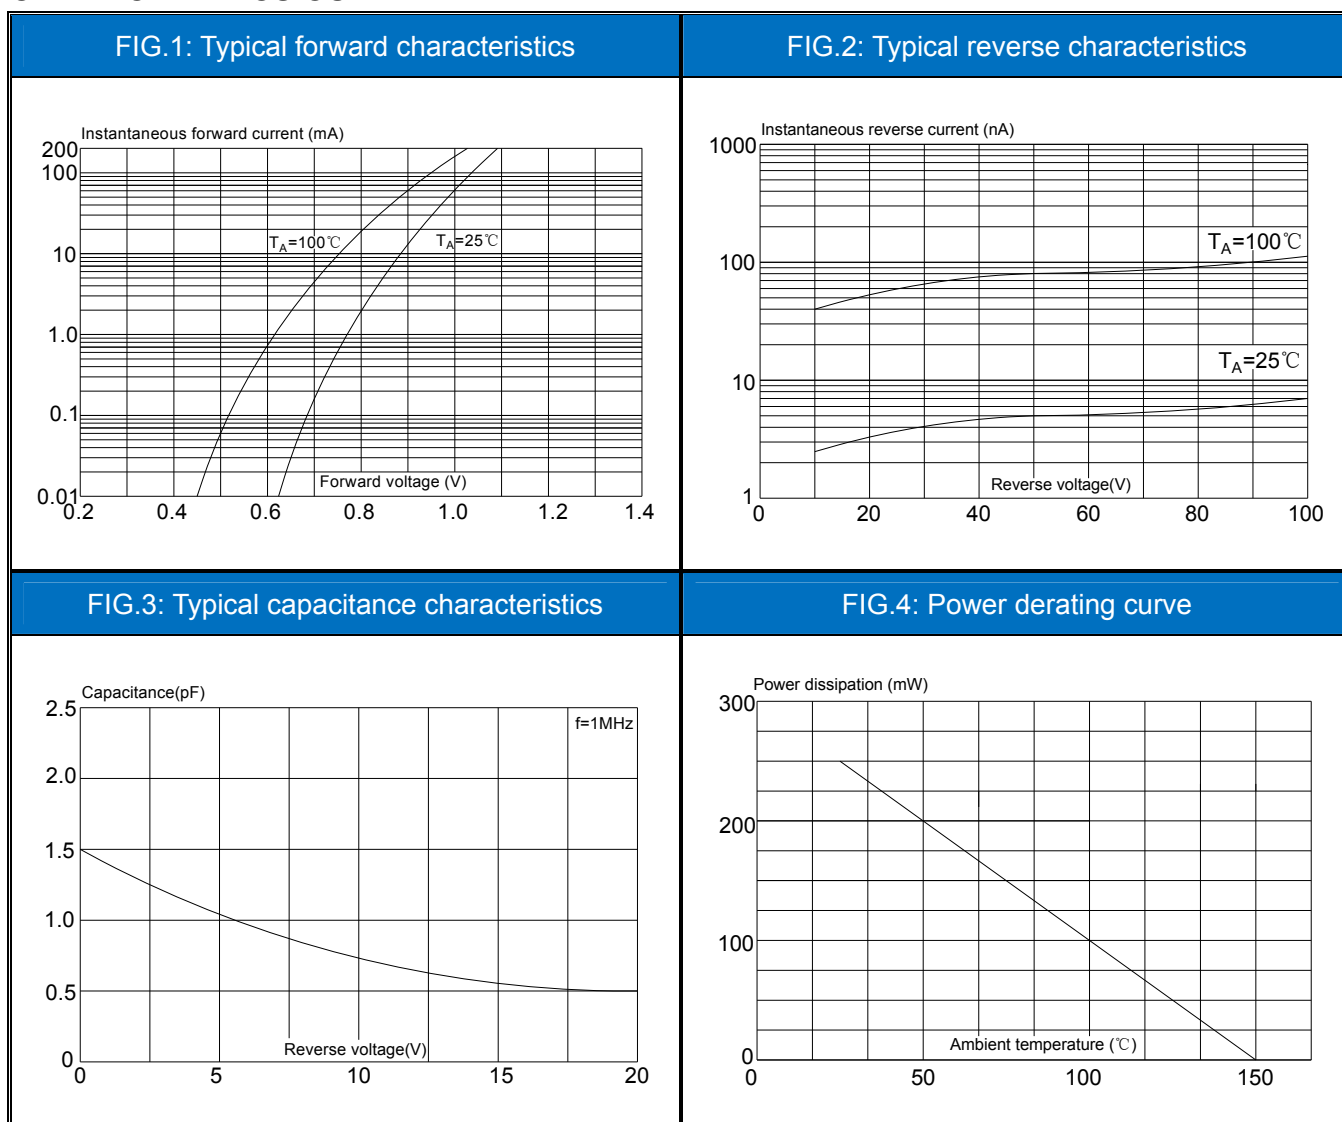 FIG.1: Typical forward characteristics
FIG.2: Typical reverse characteristics
Instantaneous forward current (mA)
200
100
10
1.0
0.1
0.01
T_A=100℃
T_A=25℃
Forward voltage (V)
0.2 0.4 0.6 0.8 1.0 1.2 1.4
Instantaneous reverse current (nA)
1000
100
10
1
T_A=100℃
T_A=25℃
Reverse voltage(V)
0 20 40 60 80 100
FIG.3: Typical capacitance characteristics
FIG.4: Power derating curve
Capacitance(pF)
2.5
2.0
1.5
1.0
0.5
0
f=1MHz
Reverse voltage(V)
0 5 10 15 20
Power dissipation (mW)
300
200
100
0
Ambient temperature (℃)
0 50 100 150